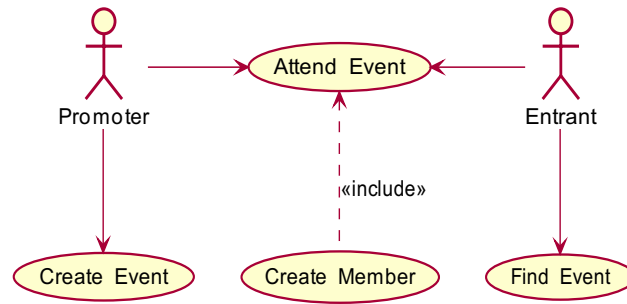 Attend Event
Promoter
Entrant
«include»
Create Event
Create Member
Find Event